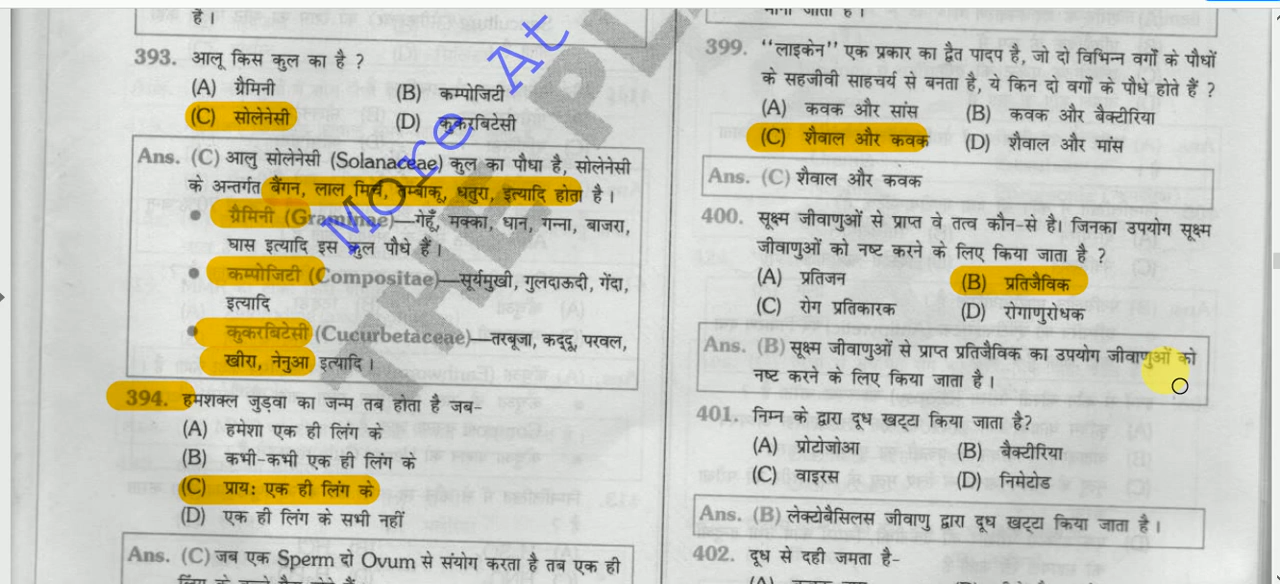 हैं।
393. आलू किस कुल का है ?
(A) ग्रैमिनी (B) कम्पोजिटी
(C) सोलेनेसी (D) कुकरबिटेसी
Ans. (C) आलु सोलेनेसी (Solanaceae) कुल का पौधा है, सोलेनेसी
के अन्तर्गत बैंगन, लाल मिर्च, तम्बाकू, धतुरा, इत्यादि होता है।
• ग्रैमिनी (Graminae)—गेहूँ, मक्का, धान, गन्ना, बाजरा,
घास इत्यादि इस कुल पौधे हैं।
• कम्पोजिटी (Compositae)—सूर्यमुखी, गुलदाऊदी, गेंदा,
इत्यादि
• कुकरबिटेसी (Cucurbetaceae)—तरबूजा, कद्दू, परवल,
खीरा, नेनुआ इत्यादि।
394. हमशक्ल जुड़वा का जन्म तब होता है जब-
(A) हमेशा एक ही लिंग के
(B) कभी-कभी एक ही लिंग के
(C) प्राय: एक ही लिंग के
(D) एक ही लिंग के सभी नहीं
Ans. (C) जब एक Sperm दो Ovum से संयोग करता है तब एक ही
More At
THE PL
399. ‘‘लाइकेन’’ एक प्रकार का द्वैत पादप है, जो दो विभिन्न वर्गों के पौधों
के सहजीवी साहचर्य से बनता है, ये किन दो वर्गों के पौधे होते हैं ?
(A) कवक और मांस (B) कवक और बैक्टीरिया
(C) शैवाल और कवक (D) शैवाल और मांस
Ans. (C) शैवाल और कवक
400. सूक्ष्म जीवाणुओं से प्राप्त वे तत्व कौन-से है। जिनका उपयोग सूक्ष्म
जीवाणुओं को नष्ट करने के लिए किया जाता है ?
(A) प्रतिजन (B) प्रतिजैविक
(C) रोग प्रतिकारक (D) रोगाणुरोधक
Ans. (B) सूक्ष्म जीवाणुओं से प्राप्त प्रतिजैविक का उपयोग जीवाणुओं को
नष्ट करने के लिए किया जाता है।
401. निम्न के द्वारा दूध खट्टा किया जाता है?
(A) प्रोटोजोआ (B) बैक्टीरिया
(C) वाइरस (D) निमेटोड
Ans. (B) लेक्टोबैसिलस जीवाणु द्वारा दूध खट्टा किया जाता है।
402. दूध से दही जमता है-